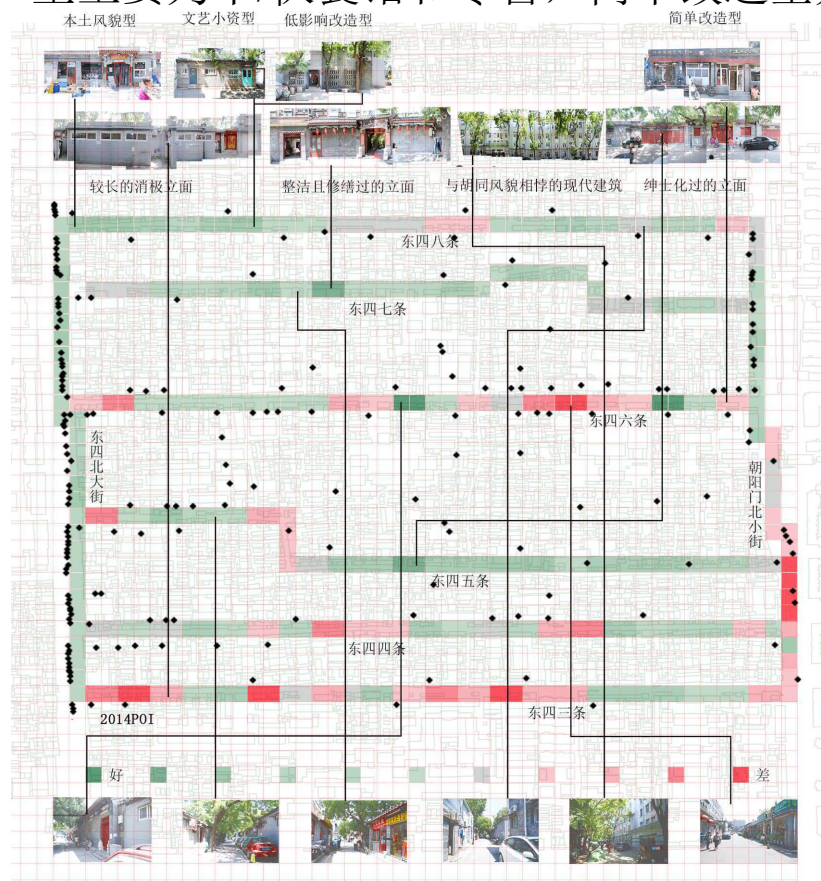 本土风貌型 文艺小资型 低影响改造型 简单改造型
较长的消极立面 整洁且修缮过的立面 与胡同风貌相悖的现代建筑 绅士化过的立面
东四八条
东四七条
东四六条
东四北大街
朝阳门北小街
东四五条
东四四条
东四三条
2014POI
好 差